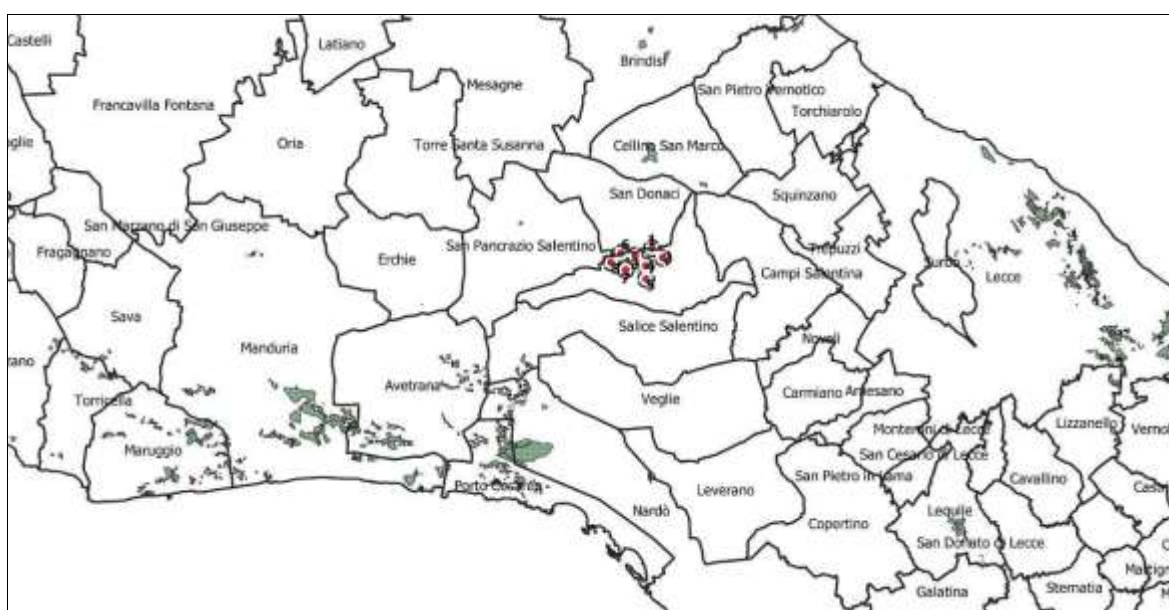 Castelli
Latiano
Brindisi
Mesagne
San Pietro Vernotico
Francavilla Fontana
Torchiarolo
Oria
Torre Santa Susanna
Cellino San Marco
San Donaci
Squinzano
San Marzano di San Giuseppe
Fragagnano
San Pancrazio Salentino
Trepuzzi
Erchie
Campi Salentina
Surbo
Lecce
Sava
Salice Salentino
Manduria
Novoli
Avetrana
Carmiano
Arnesano
Veglie
Torricella
Lizzanello
Monteroni di Lecce
Maruggio
San Cesario di Lecce
San Pietro in Lama
Cavallino
Porto Cesareo
Leverano
Nardò
Lequile
Copertino
San Donato di Lecce
Galatina
Sternatia